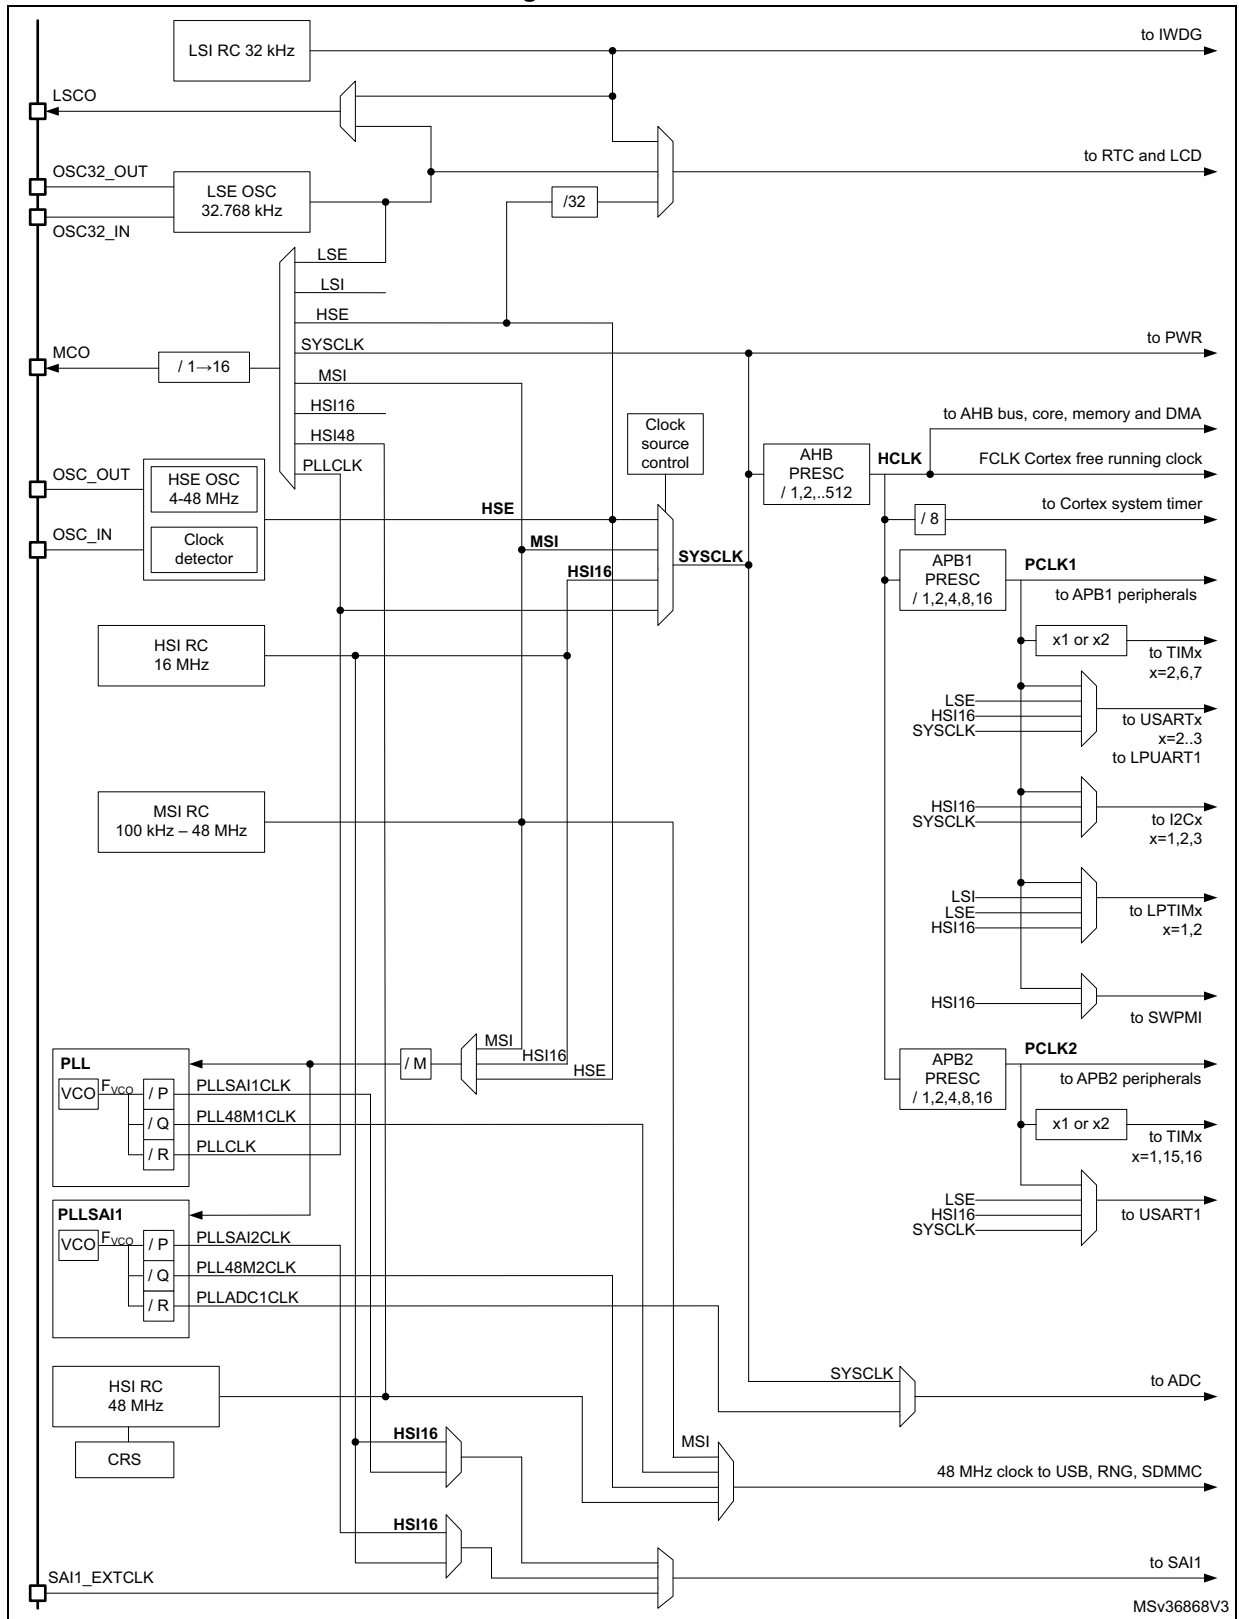 LSI RC 32 kHz
to IWDG
LSCO
to RTC and LCD
OSC32_OUT
LSE OSC
32.768 kHz
/32
OSC32_IN
LSE
LSI
HSE
SYSCLK
to PWR
MCO
/ 1→16
MSI
HSI16
HSI48
PLLCLK
Clock
source
control
to AHB bus, core, memory and DMA
AHB
PRESC
/ 1,2,..512
HCLK
FCLK Cortex free running clock
OSC_OUT
HSE OSC
4-48 MHz
HSE
/ 8
to Cortex system timer
OSC_IN
Clock
detector
MSI
HSI16
SYSCLK
APB1
PRESC
/ 1,2,4,8,16
PCLK1
to APB1 peripherals
HSI RC
16 MHz
x1 or x2
to TIMx
x=2,6,7
LSE
HSI16
SYSCLK
to USARTx
x=2..3
to LPUART1
MSI RC
100 kHz – 48 MHz
HSI16
SYSCLK
to I2Cx
x=1,2,3
LSI
LSE
HSI16
to LPTIMx
x=1,2
HSI16
to SWPMI
MSI
HSI16
HSE
/ M
PLL
VCO
FVCO
/ P
PLLSAI1CLK
/ Q
PLL48M1CLK
/ R
PLLCLK
APB2
PRESC
/ 1,2,4,8,16
PCLK2
to APB2 peripherals
x1 or x2
to TIMx
x=1,15,16
PLLSAI1
VCO
FVCO
/ P
PLLSAI2CLK
/ Q
PLL48M2CLK
/ R
PLLADC1CLK
LSE
HSI16
SYSCLK
to USART1
HSI RC
48 MHz
CRS
SYSCLK
to ADC
HSI16
MSI
48 MHz clock to USB, RNG, SDMMC
HSI16
SAI1_EXTCLK
to SAI1
MSv36868V3